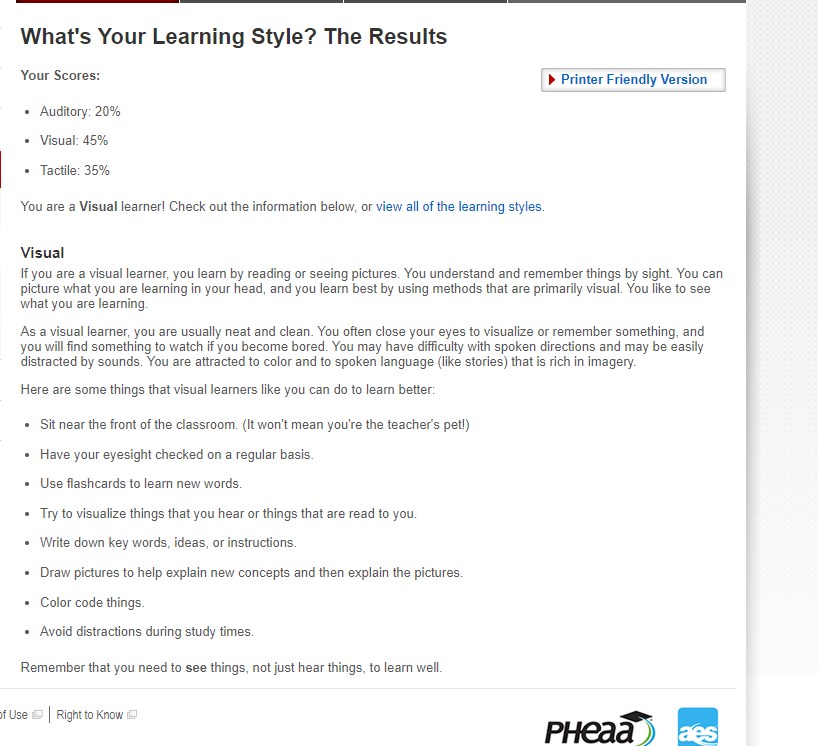 What's Your Learning Style? The Results
Your Scores:
Printer Friendly Version
Auditory: 20%
Visual: 45%
Tactile: 35%
You are a Visual learner! Check out the information below, or view all of the learning styles.
Visual
If you are a visual learner, you learn by reading or seeing pictures. You understand and remember things by sight. You can
picture what you are learning in your head, and you learn best by using methods that are primarily visual. You like to see
what you are learning.
As a visual learner, you are usually neat and clean. You often close your eyes to visualize or remember something, and
you will find something to watch if you become bored. You may have difficulty with spoken directions and may be easily
distracted by sounds. You are attracted to color and to spoken language (like stories) that is rich in imagery.
Here are some things that visual learners like you can do to learn better:
Sit near the front of the classroom. (It won't mean you're the teacher's pet!)
Have your eyesight checked on a regular basis.
Use flashcards to learn new words.
Try to visualize things that you hear or things that are read to you.
Write down key words, ideas, or instructions.
Draw pictures to help explain new concepts and then explain the pictures.
Color code things.
Avoid distractions during study times.
Remember that you need to see things, not just hear things, to learn well.
of Use | Right to Know
PHEAA aes